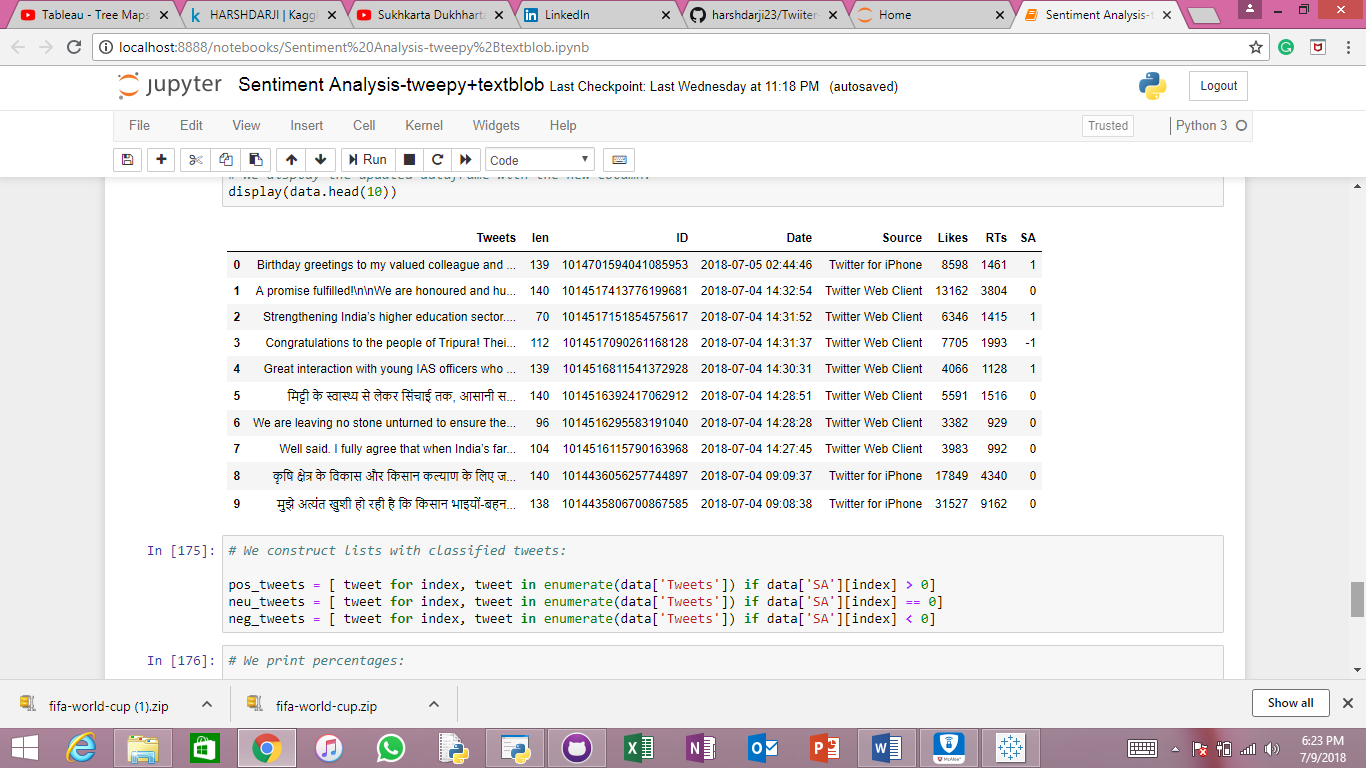 Tableau - Tree Maps
HARSHDARJI | Kaggl
Sukhkarta Dukhharta
LinkedIn
harshdarji23/Twiiter-
Home
Sentiment Analysis-t
localhost:8888/notebooks/Sentiment%20Analysis-tweepy%2Btextblob.ipynb
jupyter Sentiment Analysis-tweepy+textblob Last Checkpoint: Last Wednesday at 11:18 PM (autosaved)
Logout
File Edit View Insert Cell Kernel Widgets Help
Trusted
Python 3
Run
Code
# We display the updated dataframe with the new column:
display(data.head(10))
Tweets len ID Date Source Likes RTs SA
0 Birthday greetings to my valued colleague and ... 139 1014701594041085953 2018-07-05 02:44:46 Twitter for iPhone 8598 1461 1
1 A promise fulfilled!\n\nWe are honoured and hu... 140 1014517413776199681 2018-07-04 14:32:54 Twitter Web Client 13162 3804 0
2 Strengthening India's higher education sector.... 70 1014517151854575617 2018-07-04 14:31:52 Twitter Web Client 6346 1415 1
3 Congratulations to the people of Tripura! Thei... 112 1014517090261168128 2018-07-04 14:31:37 Twitter Web Client 7705 1993 -1
4 Great interaction with young IAS officers who ... 139 1014516811541372928 2018-07-04 14:30:31 Twitter Web Client 4066 1128 1
5 मिट्टी के स्वास्थ्य से लेकर सिंचाई तक, आसानी स... 140 1014516392417062912 2018-07-04 14:28:51 Twitter Web Client 5591 1516 0
6 We are leaving no stone unturned to ensure the... 96 1014516295583191040 2018-07-04 14:28:28 Twitter Web Client 3382 929 0
7 Well said. I fully agree that when India's far... 104 1014516115790163968 2018-07-04 14:27:45 Twitter Web Client 3983 992 0
8 कृषि क्षेत्र के विकास और किसान कल्याण के लिए ज... 140 1014436056257744897 2018-07-04 09:09:37 Twitter for iPhone 17849 4340 0
9 मुझे अत्यंत खुशी हो रही है कि किसान भाइयों-बहन... 138 1014435806700867585 2018-07-04 09:08:38 Twitter for iPhone 31527 9162 0
In [175]: # We construct lists with classified tweets:
pos_tweets = [ tweet for index, tweet in enumerate(data['Tweets']) if data['SA'][index] > 0]
neu_tweets = [ tweet for index, tweet in enumerate(data['Tweets']) if data['SA'][index] == 0]
neg_tweets = [ tweet for index, tweet in enumerate(data['Tweets']) if data['SA'][index] < 0]
In [176]: # We print percentages:
fifa-world-cup (1).zip
fifa-world-cup.zip
Show all
6:23 PM
7/9/2018